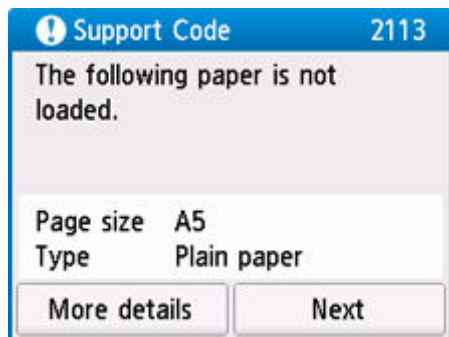 Support Code 2113
The following paper is not
loaded.
Page size A5
Type Plain paper
More details Next